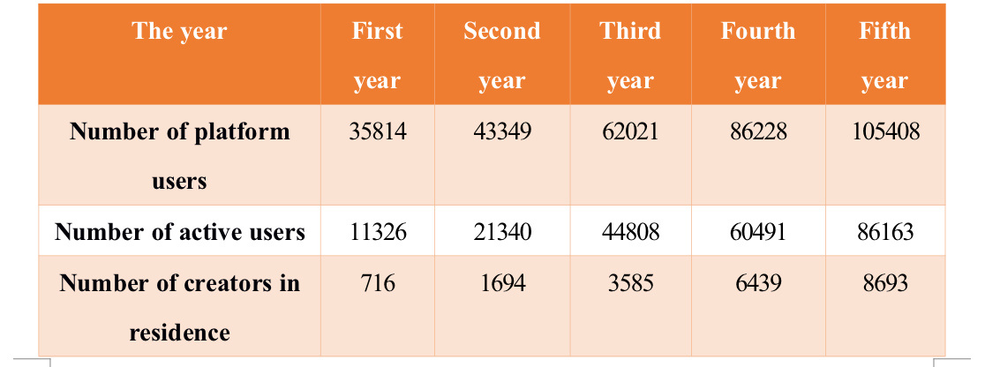 The year First Second Third Fourth Fifth
year year year year year
Number of platform 35814 43349 62021 86228 105408
users
Number of active users 11326 21340 44808 60491 86163
Number of creators in 716 1694 3585 6439 8693
residence